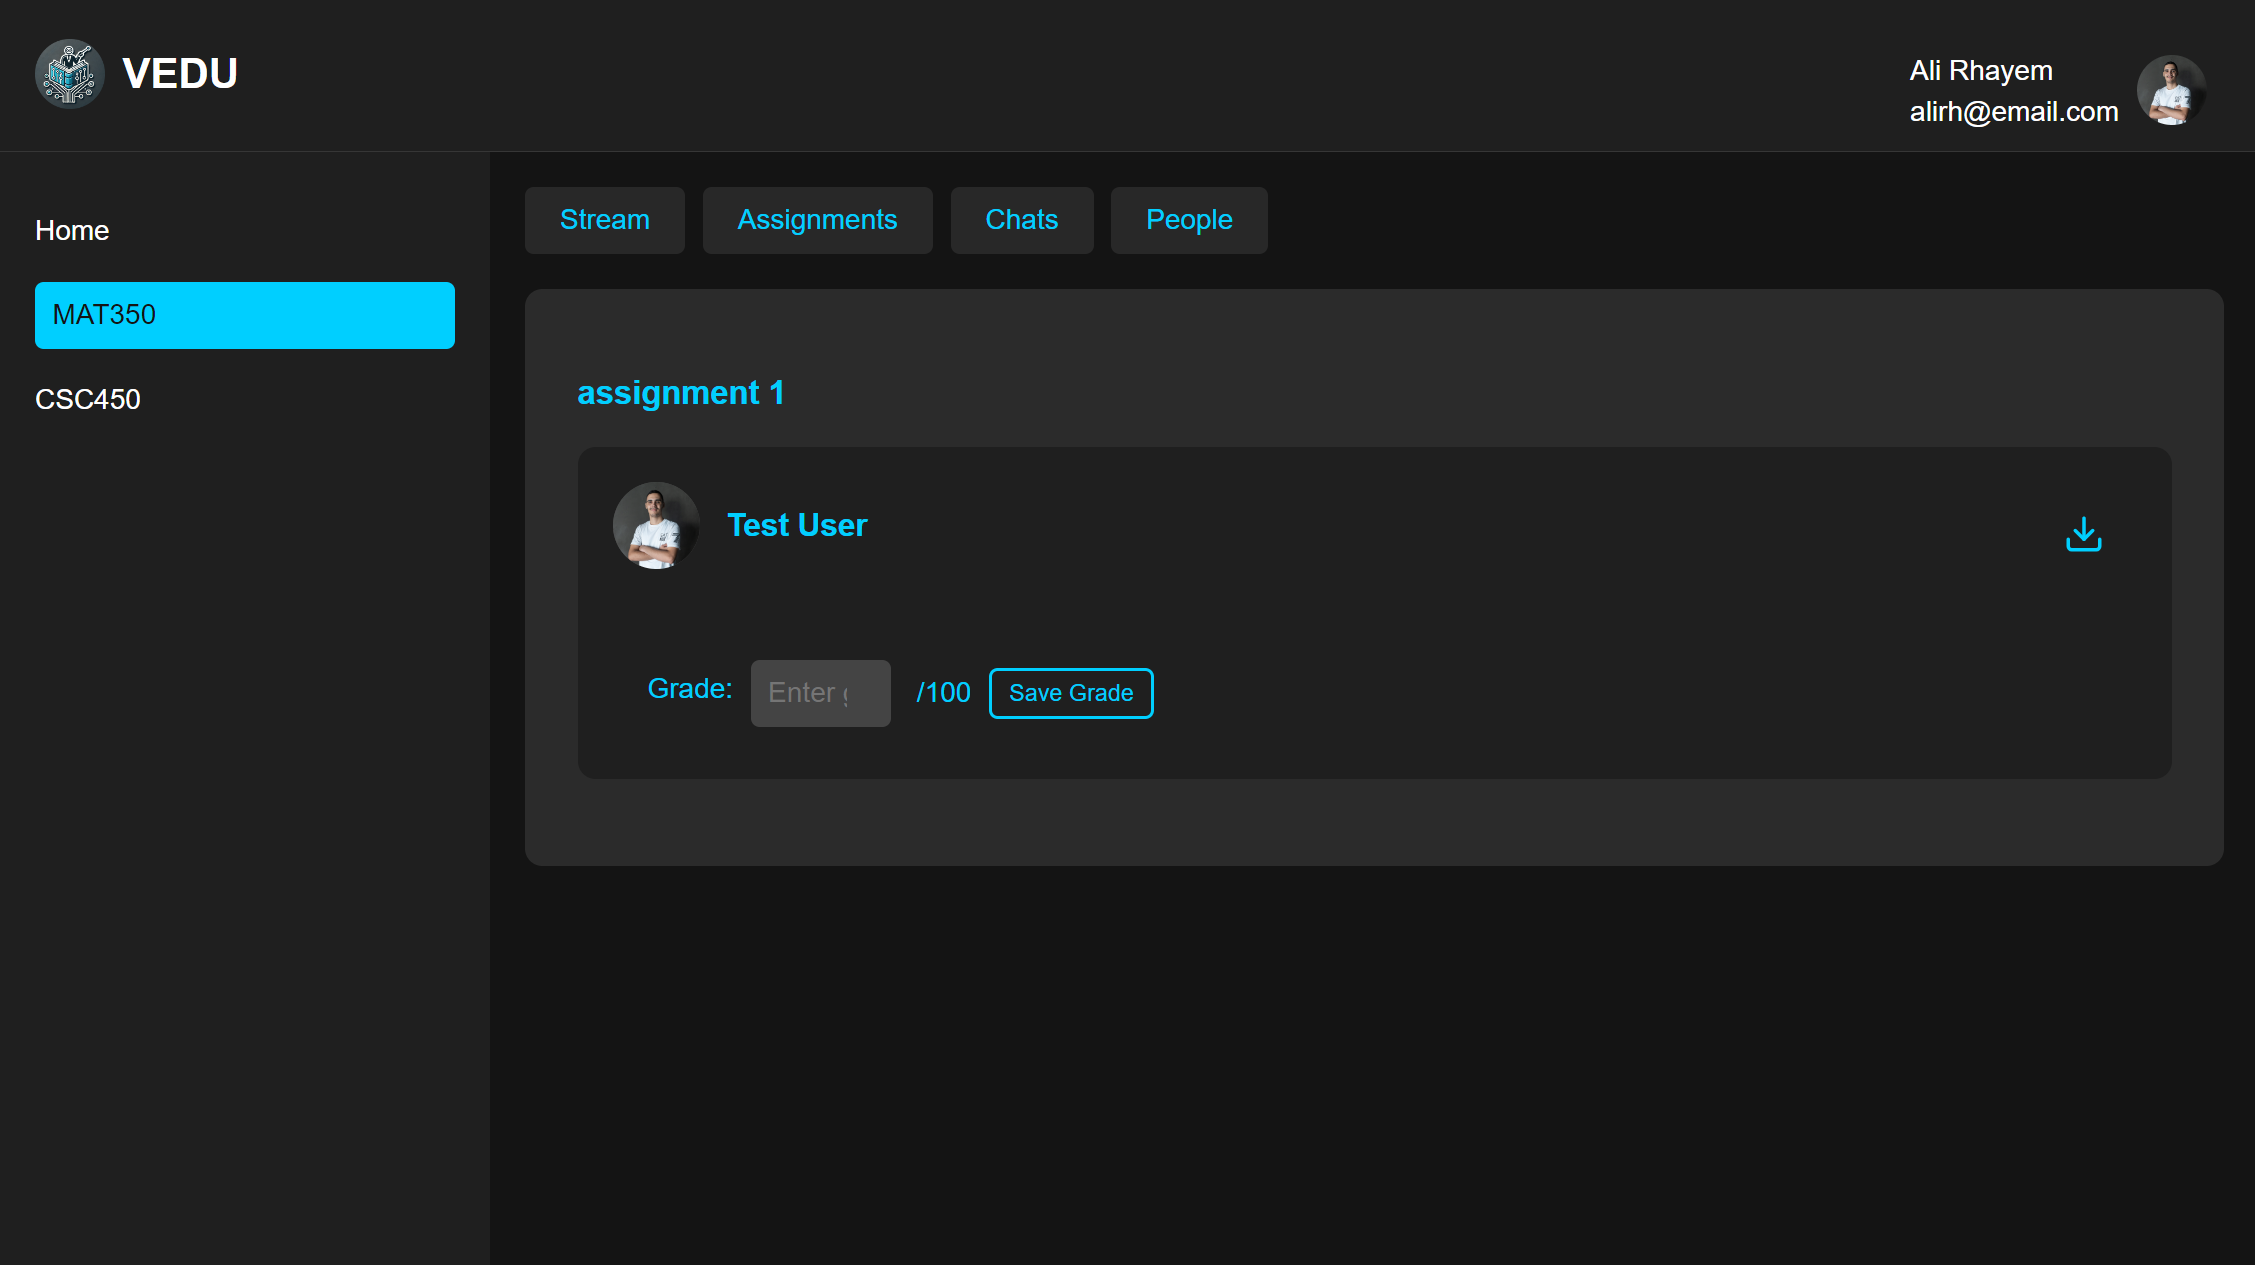 VEDU
Ali Rhayem
alirh@email.com
Home
MAT350
CSC450
Stream
Assignments
Chats
People
assignment 1
Test User
Grade:
Enter
/100
Save Grade